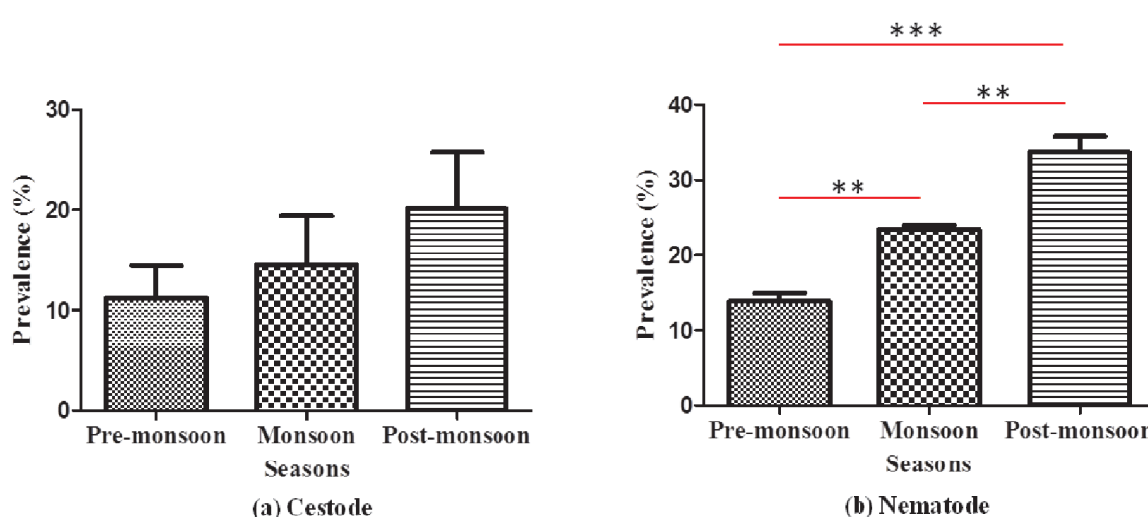 30
20
10
0
Prevalence (%)
Pre-monsoon Monsoon Post-monsoon
Seasons
(a) Cestode
***
**
**
40
30
20
10
0
Prevalence (%)
Pre-monsoon Monsoon Post-monsoon
Seasons
(b) Nematode